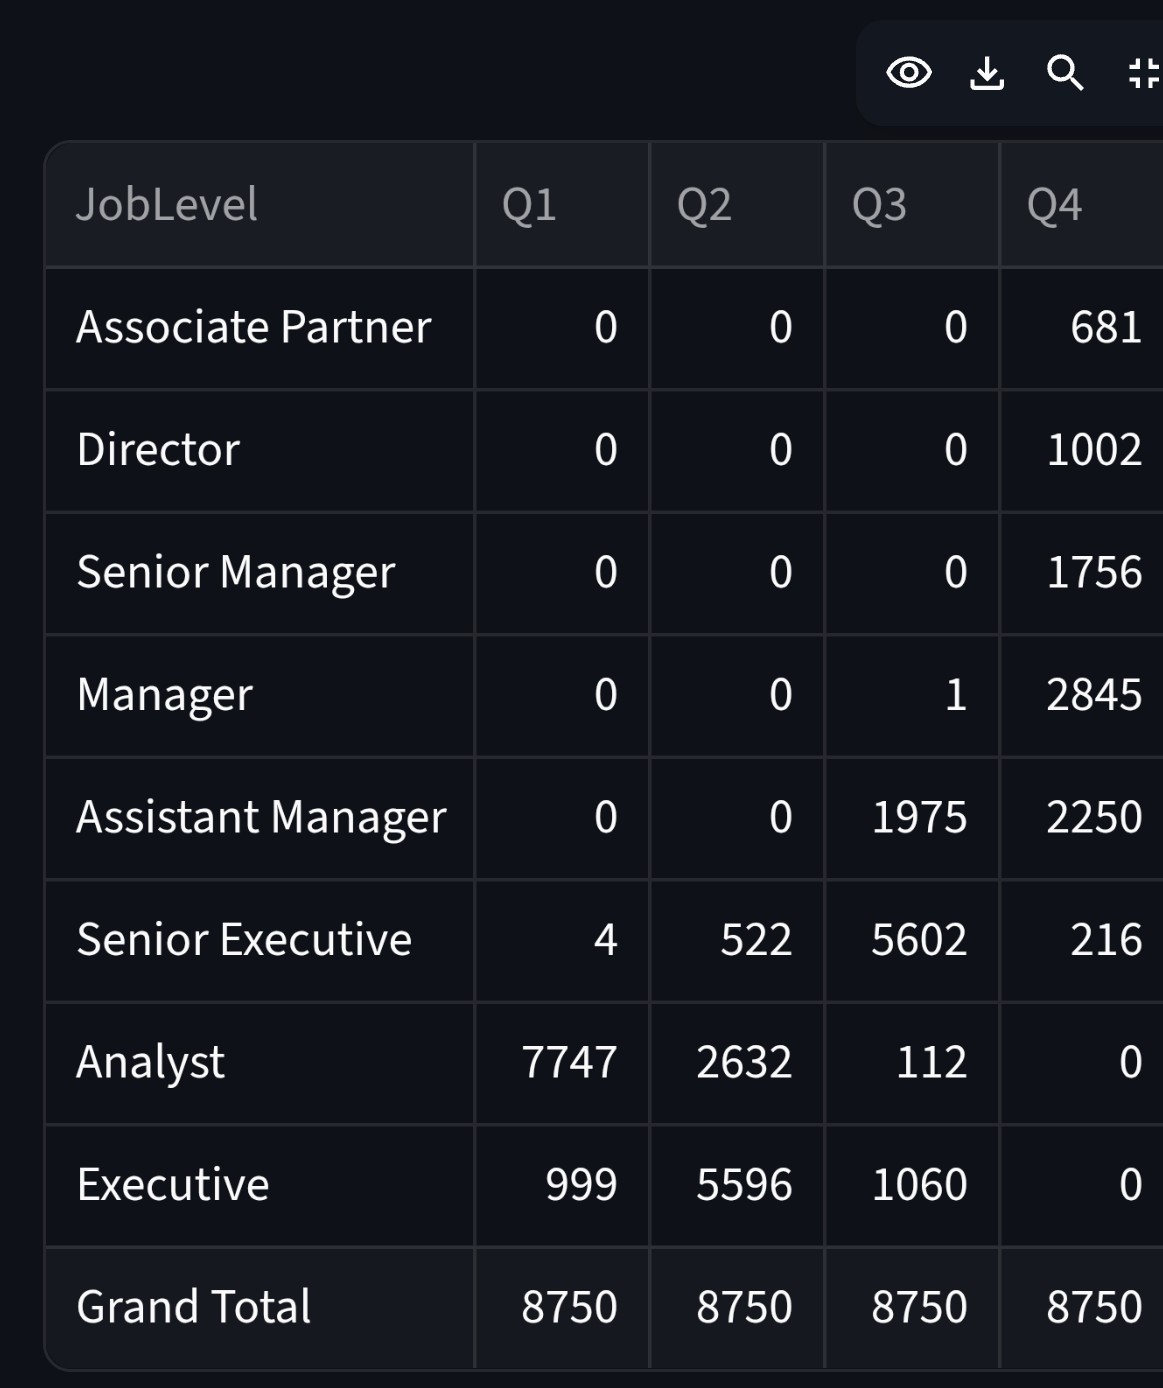 JobLevel Q1 Q2 Q3 Q4
Associate Partner 0 0 0 681
Director 0 0 0 1002
Senior Manager 0 0 0 1756
Manager 0 0 1 2845
Assistant Manager 0 0 1975 2250
Senior Executive 4 522 5602 216
Analyst 7747 2632 112 0
Executive 999 5596 1060 0
Grand Total 8750 8750 8750 8750